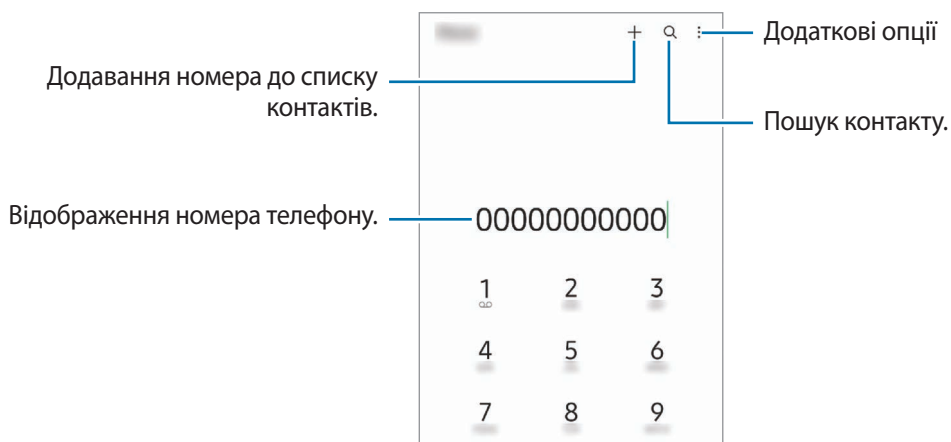 Додаткові опції
Додавання номера до списку
контактів.
Пошук контакту.
Відображення номера телефону.
00000000000
1 2 3
4 5 6
7 8 9